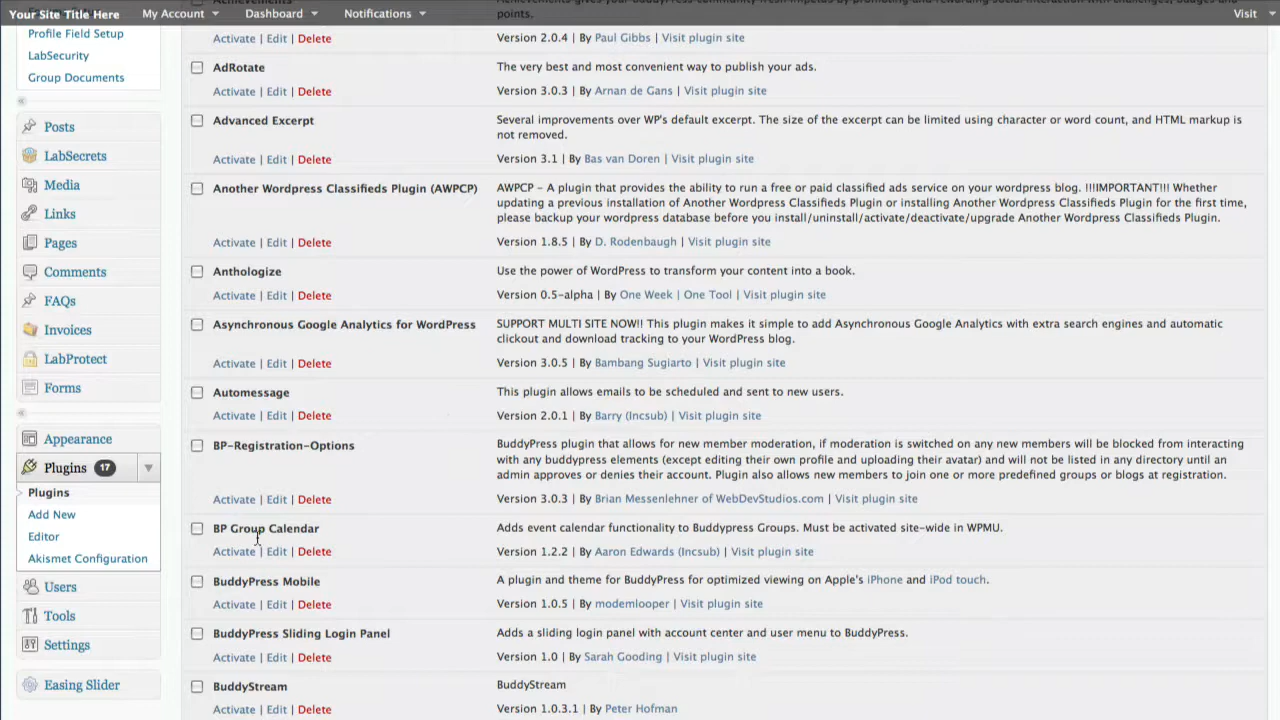 Your Site Title Here
My Account
Dashboard
Notifications
Visit
Profile Field Setup
LabSecurity
Group Documents
Posts
LabSecrets
Media
Links
Pages
Comments
FAQs
Invoices
LabProtect
Forms
Appearance
Plugins 17
Plugins
Add New
Editor
Akismet Configuration
Users
Tools
Settings
Easing Slider
points.
Activate | Edit | Delete
Version 2.0.4 | By Paul Gibbs | Visit plugin site
AdRotate
The very best and most convenient way to publish your ads.
Activate | Edit | Delete
Version 3.0.3 | By Arnan de Gans | Visit plugin site
Advanced Excerpt
Several improvements over WP's default excerpt. The size of the excerpt can be limited using character or word count, and HTML markup is
not removed.
Activate | Edit | Delete
Version 3.1 | By Bas van Doren | Visit plugin site
Another Wordpress Classifieds Plugin (AWPCP)
AWPCP – A plugin that provides the ability to run a free or paid classified ads service on your wordpress blog. !!!IMPORTANT!!! Whether
updating a previous installation of Another Wordpress Classifieds Plugin or installing Another Wordpress Classifieds Plugin for the first time,
please backup your wordpress database before you install/uninstall/activate/deactivate/upgrade Another Wordpress Classifieds Plugin.
Activate | Edit | Delete
Version 1.8.5 | By D. Rodenbaugh | Visit plugin site
Anthologize
Use the power of WordPress to transform your content into a book.
Activate | Edit | Delete
Version 0.5-alpha | By One Week | One Tool | Visit plugin site
Asynchronous Google Analytics for WordPress
SUPPORT MULTI SITE NOW!! This plugin makes it simple to add Asynchronous Google Analytics with extra search engines and automatic
clickout and download tracking to your WordPress blog.
Activate | Edit | Delete
Version 3.0.5 | By Bambang Sugiarto | Visit plugin site
Automessage
This plugin allows emails to be scheduled and sent to new users.
Activate | Edit | Delete
Version 2.0.1 | By Barry (Incsub) | Visit plugin site
BP-Registration-Options
BuddyPress plugin that allows for new member moderation, if moderation is switched on any new members will be blocked from interacting
with any buddypress elements (except editing their own profile and uploading their avatar) and will not be listed in any directory until an
admin approves or denies their account. Plugin also allows new members to join one or more predefined groups or blogs at registration.
Activate | Edit | Delete
Version 3.0.3 | By Brian Messenlehner of WebDevStudios.com | Visit plugin site
BP Group Calendar
Adds event calendar functionality to Buddypress Groups. Must be activated site-wide in WPMU.
Activate | Edit | Delete
Version 1.2.2 | By Aaron Edwards (Incsub) | Visit plugin site
BuddyPress Mobile
A plugin and theme for BuddyPress for optimized viewing on Apple's iPhone and iPod touch.
Activate | Edit | Delete
Version 1.0.5 | By modemlooper | Visit plugin site
BuddyPress Sliding Login Panel
Adds a sliding login panel with account center and user menu to BuddyPress.
Activate | Edit | Delete
Version 1.0 | By Sarah Gooding | Visit plugin site
BuddyStream
BuddyStream
Activate | Edit | Delete
Version 1.0.3.1 | By Peter Hofman